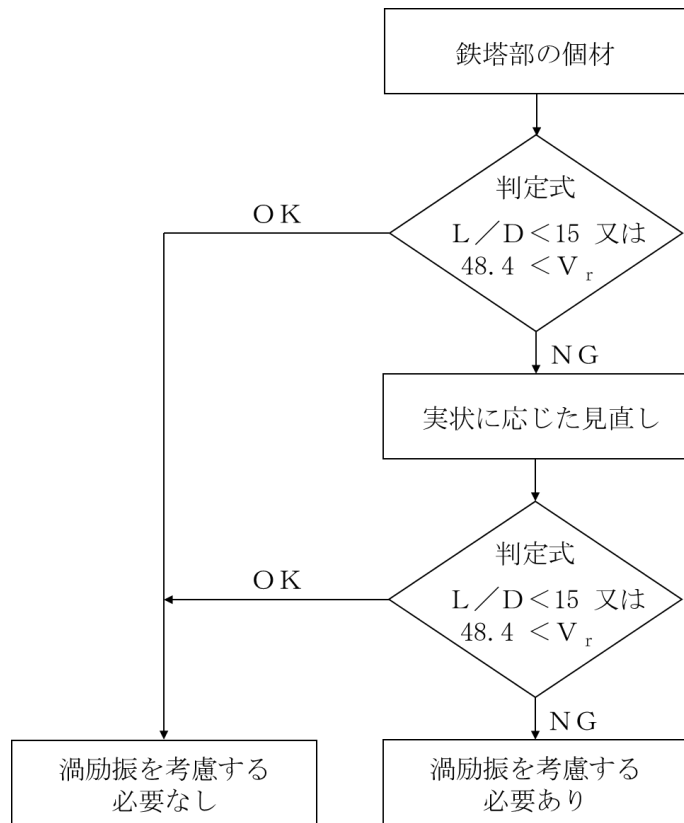 鉄塔部の個材
判定式
Ｌ／Ｄ＜15 又は
48.4 ＜Ｖr
ＯＫ
ＮＧ
実状に応じた見直し
判定式
Ｌ／Ｄ＜15 又は
48.4 ＜Ｖr
ＯＫ
ＮＧ
渦励振を考慮する
必要なし
渦励振を考慮する
必要あり